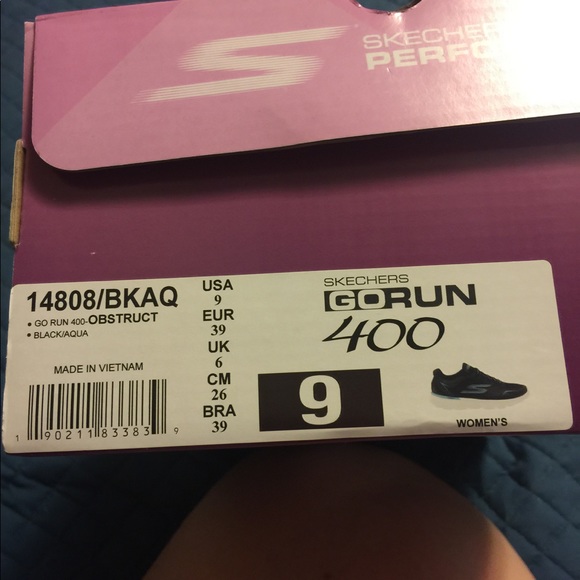 SKECHERS
PERFO
14808/BKAQ
• GO RUN 400-OBSTRUCT
• BLACK/AQUA
MADE IN VIETNAM
1 90211 83383 9
USA
9
EUR
39
UK
6
CM
26
BRA
39
SKECHERS
GORUN
400
9
WOMEN'S